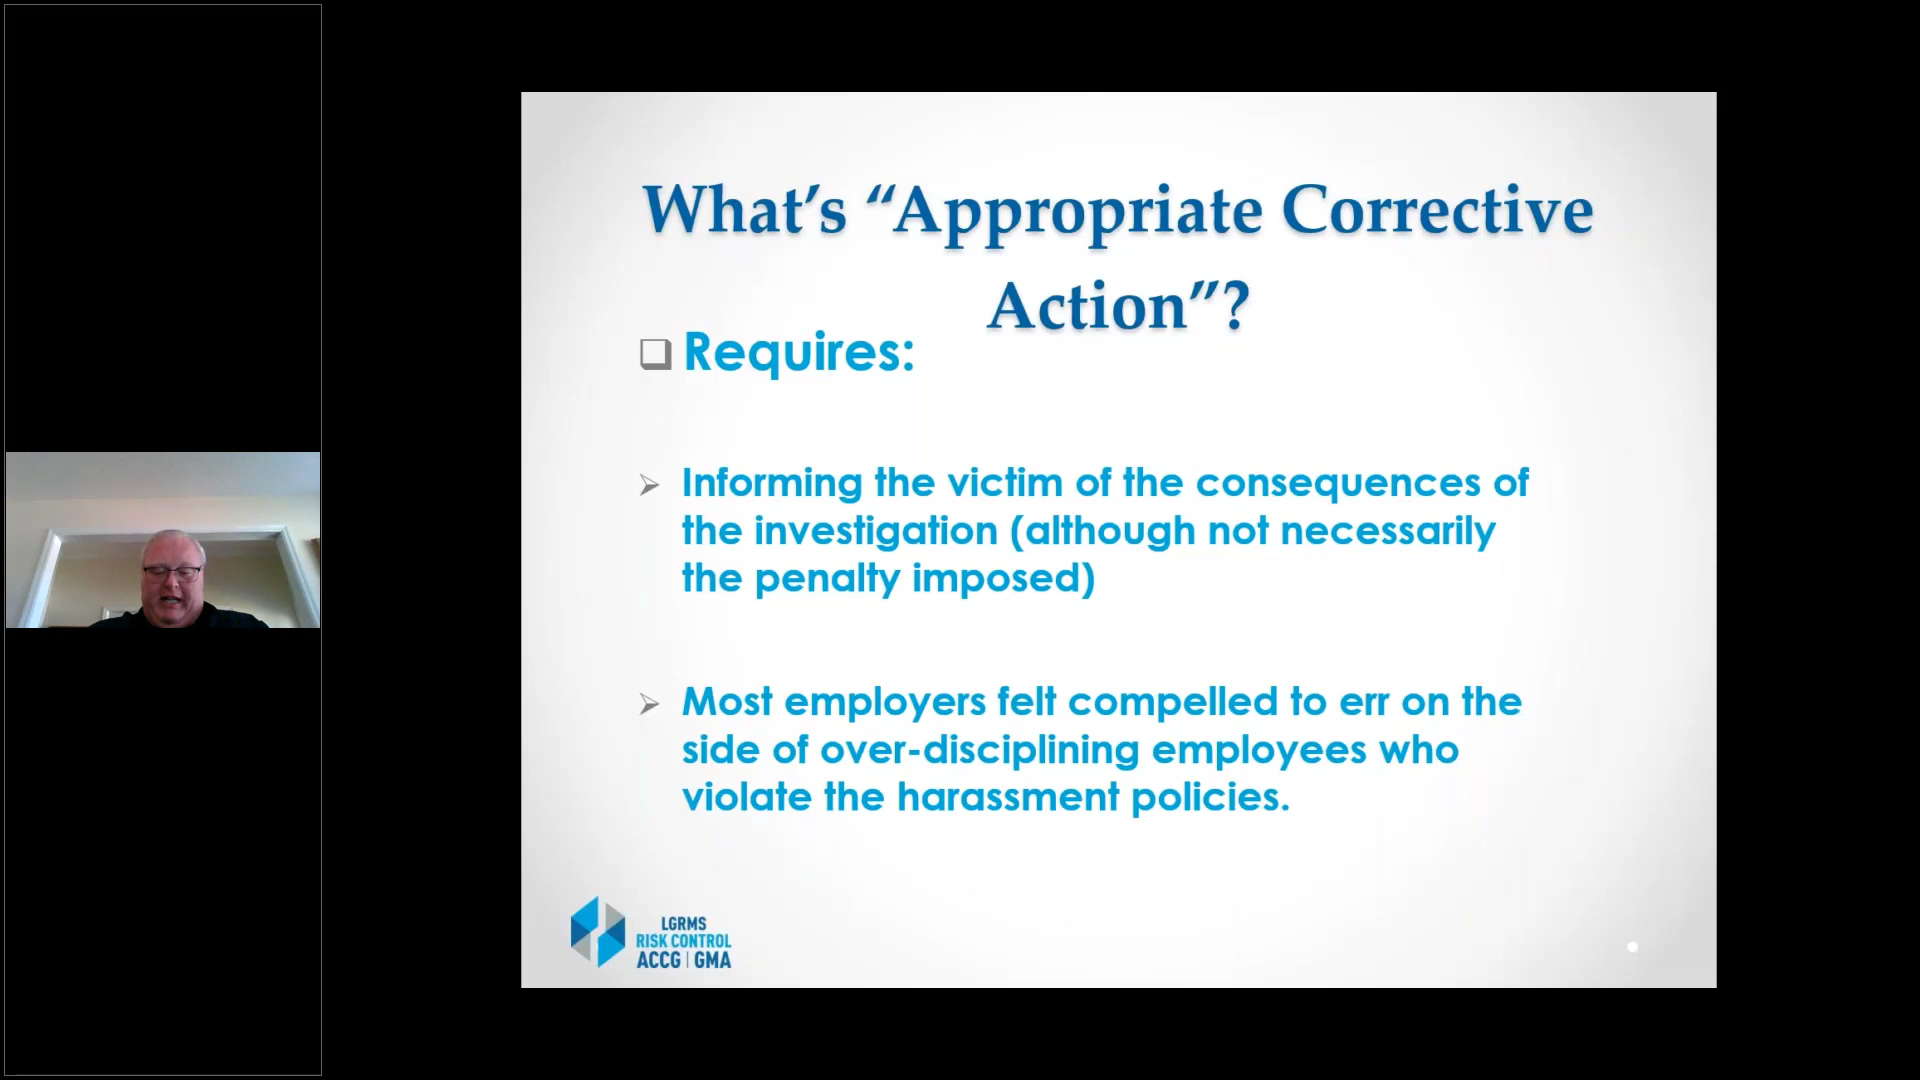 What’s “Appropriate Corrective
Action”?
Requires:
Informing the victim of the consequences of
the investigation (although not necessarily
the penalty imposed)
Most employers felt compelled to err on the
side of over-disciplining employees who
violate the harassment policies.
LGRMS
RISK CONTROL
ACCG | GMA